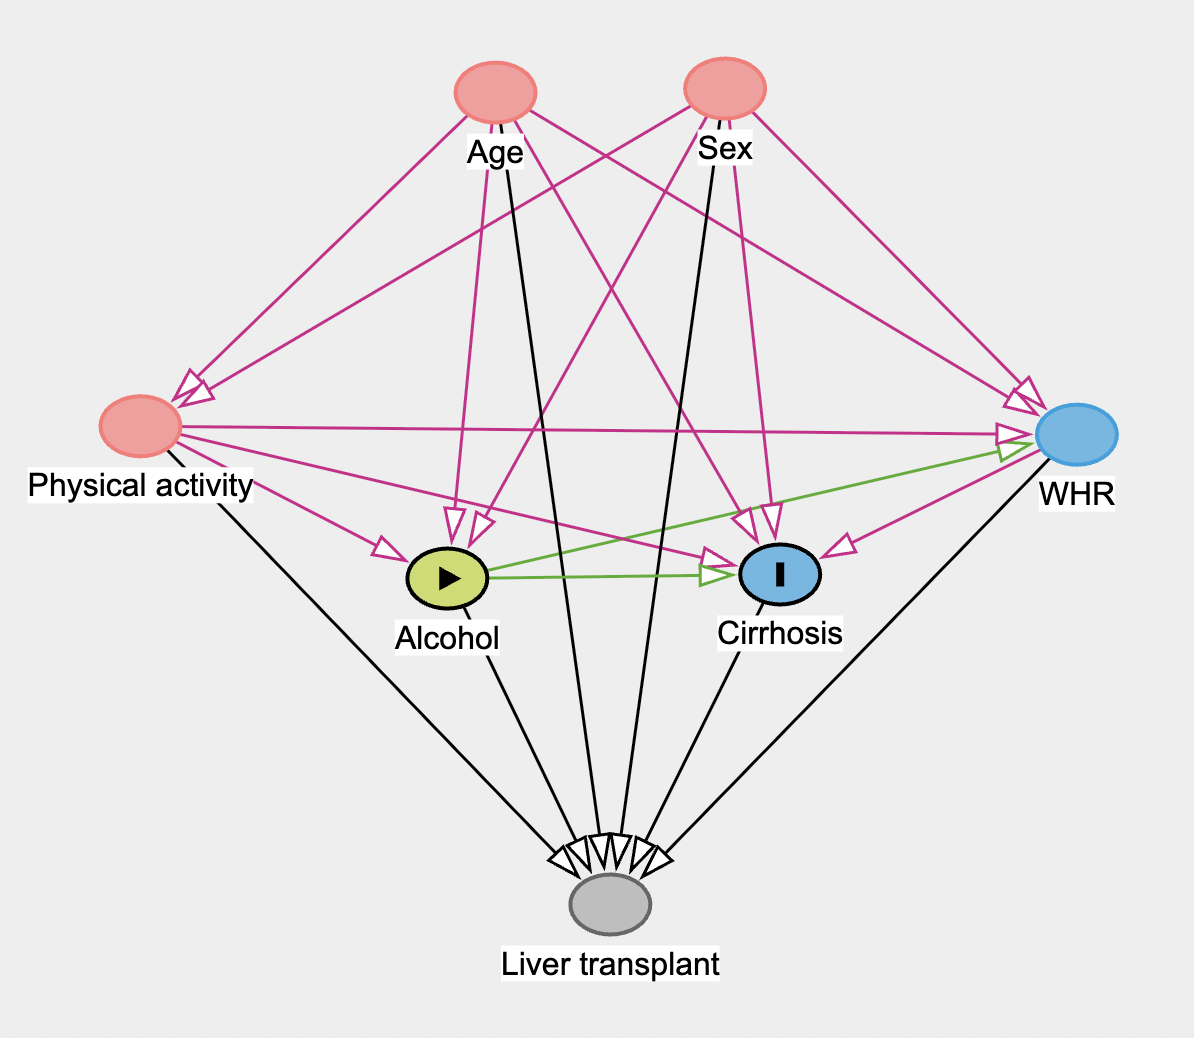 Age
Sex
Physical activity
WHR
Alcohol
Cirrhosis
Liver transplant